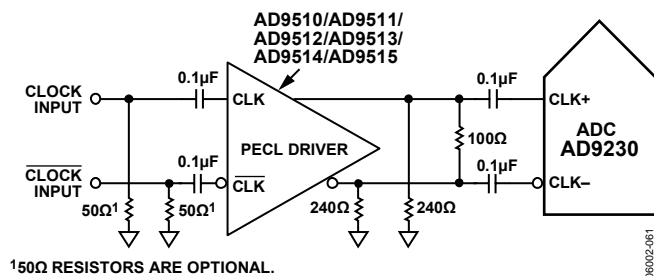 AD9510/AD9511/
AD9512/AD9513/
AD9514/AD9515
0.1µF
0.1µF
CLOCK
INPUT
CLK
CLK+
ADC
AD9230
100Ω
PECL DRIVER
CLOCK
INPUT
0.1µF
0.1µF
CLK
CLK–
50Ω¹
50Ω¹
240Ω
240Ω
¹50Ω RESISTORS ARE OPTIONAL.
06002-061